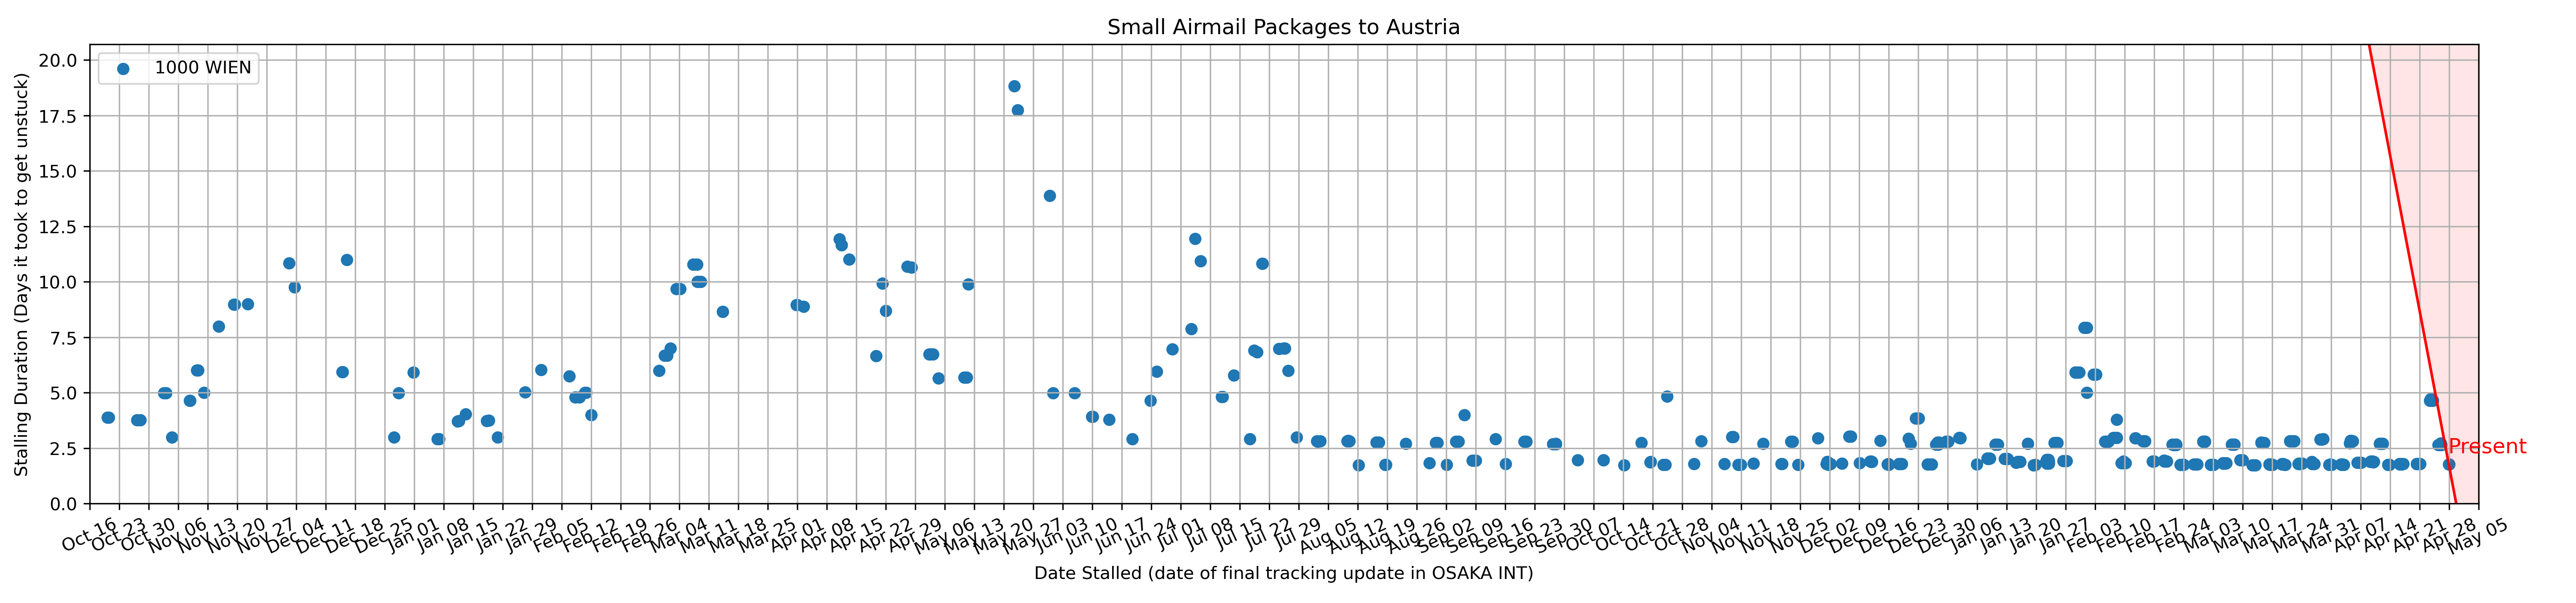 Small Airmail Packages to Austria
1000 WIEN
Stalling Duration (Days it took to get unstuck)
20.0
17.5
15.0
12.5
10.0
7.5
5.0
2.5
0.0
Present
Oct 16
Oct 23
Oct 30
Nov 06
Nov 13
Nov 20
Nov 27
Dec 04
Dec 11
Dec 18
Dec 25
Jan 01
Jan 08
Jan 15
Jan 22
Jan 29
Feb 05
Feb 12
Feb 19
Feb 26
Mar 04
Mar 11
Mar 18
Mar 25
Apr 01
Apr 08
Apr 15
Apr 22
Apr 29
May 06
May 13
May 20
May 27
Jun 03
Jun 10
Jun 17
Jun 24
Jul 01
Jul 08
Jul 15
Jul 22
Jul 29
Aug 05
Aug 12
Aug 19
Aug 26
Sep 02
Sep 09
Sep 16
Sep 23
Sep 30
Oct 07
Oct 14
Oct 21
Oct 28
Nov 04
Nov 11
Nov 18
Nov 25
Dec 02
Dec 09
Dec 16
Dec 23
Dec 30
Jan 06
Jan 13
Jan 20
Jan 27
Feb 03
Feb 10
Feb 17
Feb 24
Mar 03
Mar 10
Mar 17
Mar 24
Mar 31
Apr 07
Apr 14
Apr 21
Apr 28
May 05
Date Stalled (date of final tracking update in OSAKA INT)